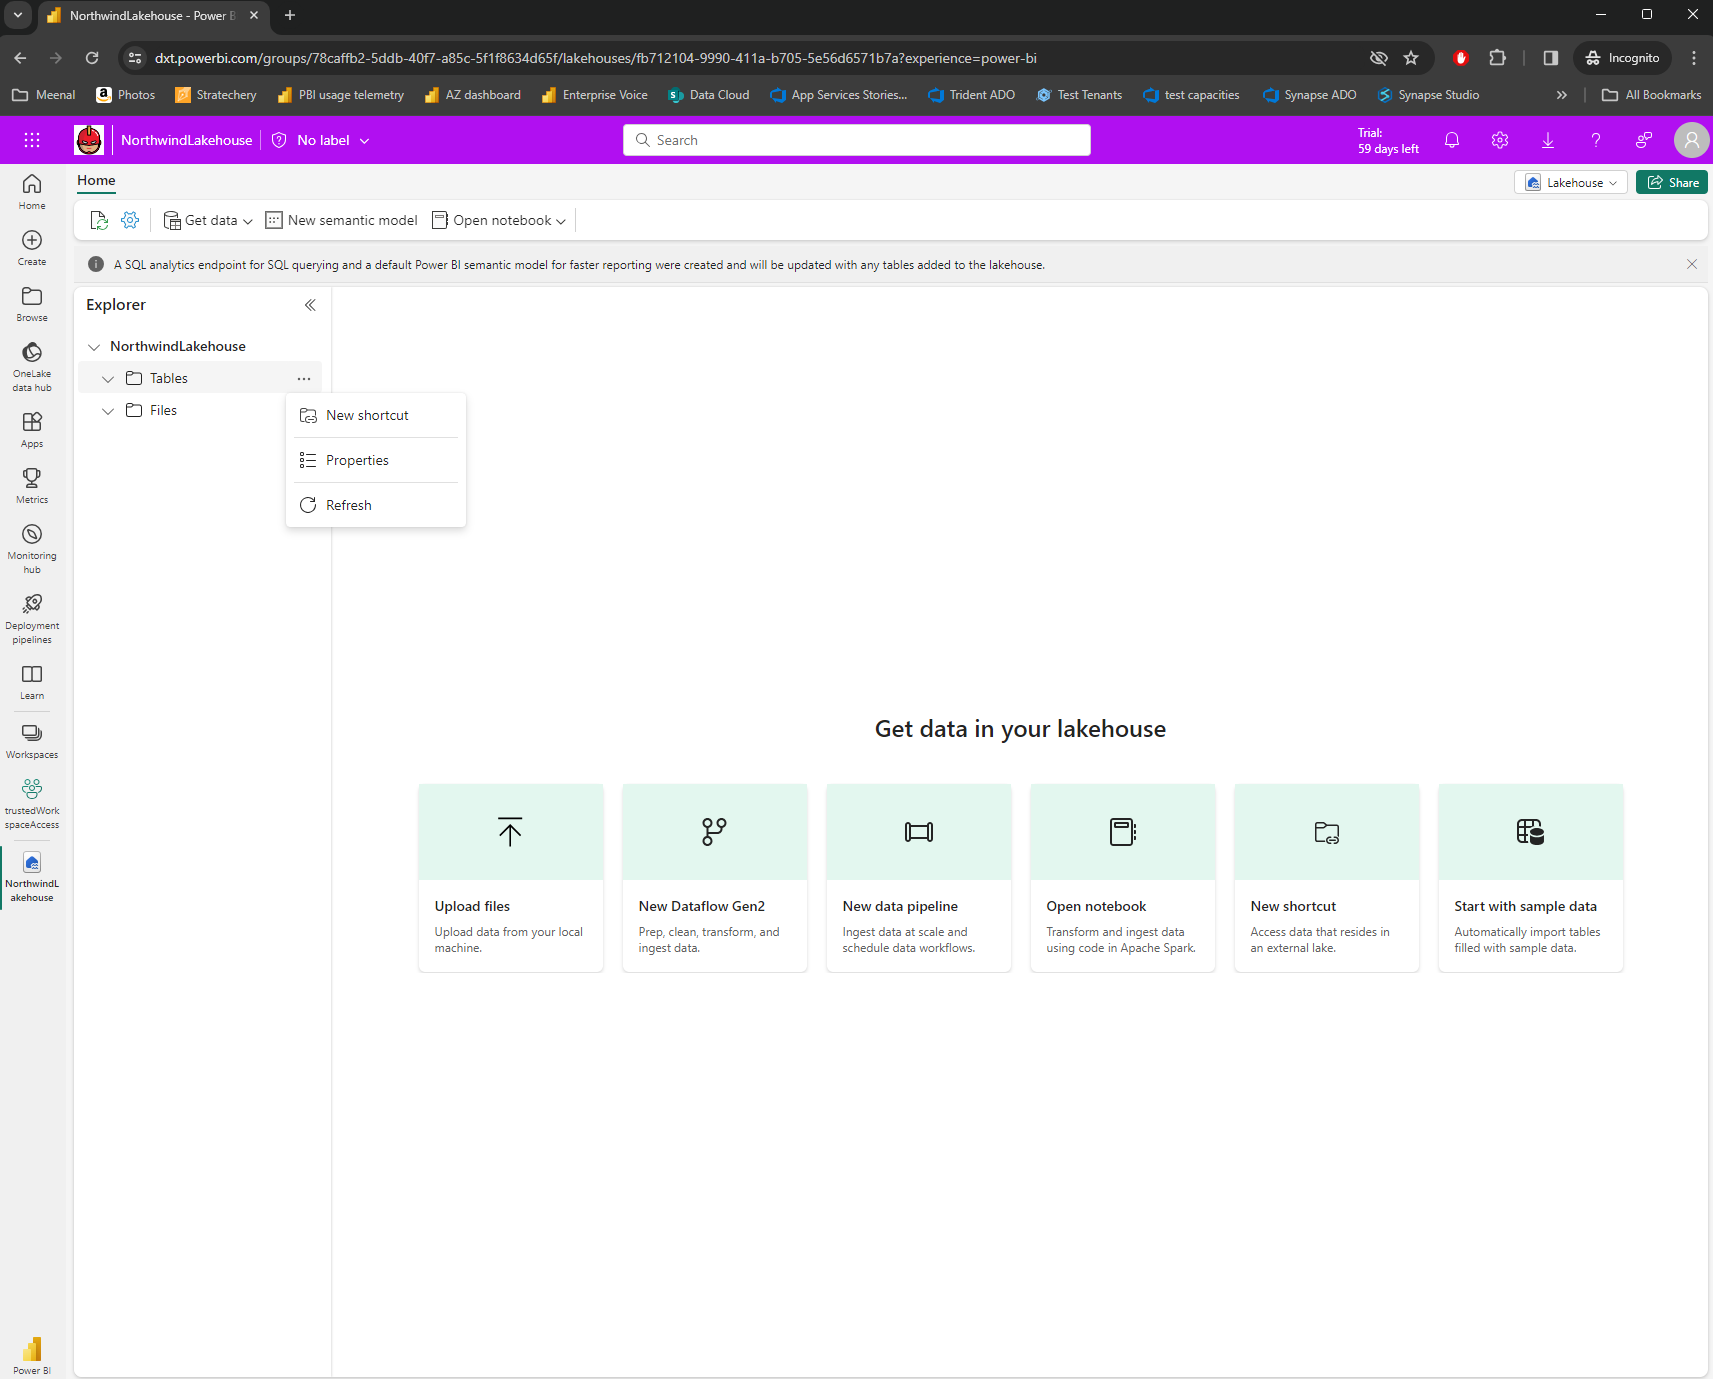 NorthwindLakehouse - Power B
dxt.powerbi.com/groups/78caffb2-5ddb-40f7-a85c-5f1f8634d65f/lakehouses/fb712104-9990-411a-b705-5e56d6571b7a?experience=power-bi
Incognito
Meenal
Photos
Stratechery
PBI usage telemetry
AZ dashboard
Enterprise Voice
Data Cloud
App Services Stories...
Trident ADO
Test Tenants
test capacities
Synapse ADO
Synapse Studio
All Bookmarks
NorthwindLakehouse
No label
Search
Trial:
59 days left
Home
Lakehouse
Share
Get data
New semantic model
Open notebook
A SQL analytics endpoint for SQL querying and a default Power BI semantic model for faster reporting were created and will be updated with any tables added to the lakehouse.
Home
Create
Browse
OneLake
data hub
Apps
Metrics
Monitoring
hub
Deployment
pipelines
Learn
Workspaces
trustedWork
spaceAccess
NorthwindL
akehouse
Power BI
Explorer
NorthwindLakehouse
Tables
...
Files
New shortcut
Properties
Refresh
Get data in your lakehouse
Upload files
Upload data from your local
machine.
New Dataflow Gen2
Prep, clean, transform, and
ingest data.
New data pipeline
Ingest data at scale and
schedule data workflows.
Open notebook
Transform and ingest data
using code in Apache Spark.
New shortcut
Access data that resides in
an external lake.
Start with sample data
Automatically import tables
filled with sample data.